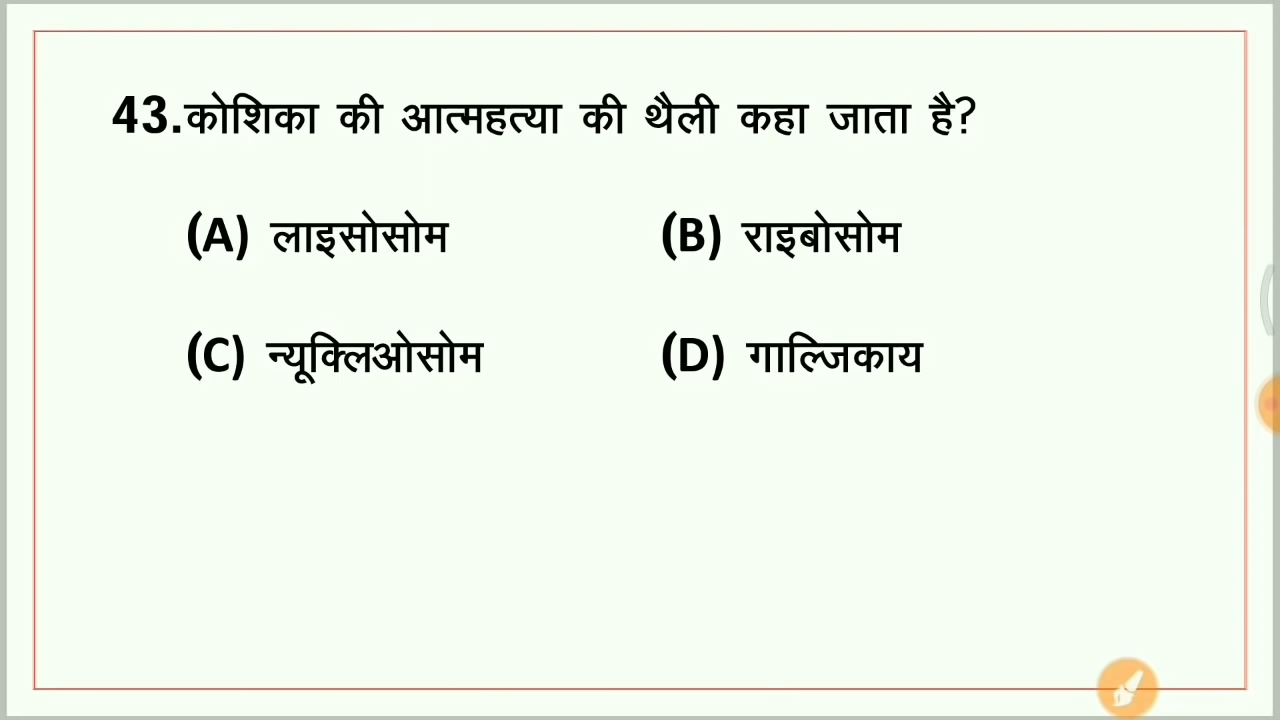 43.कोशिका की आत्महत्या की थैली कहा जाता है?
(A) लाइसोसोम (B) राइबोसोम
(C) न्यूक्लिओसोम (D) गाल्जिकाय